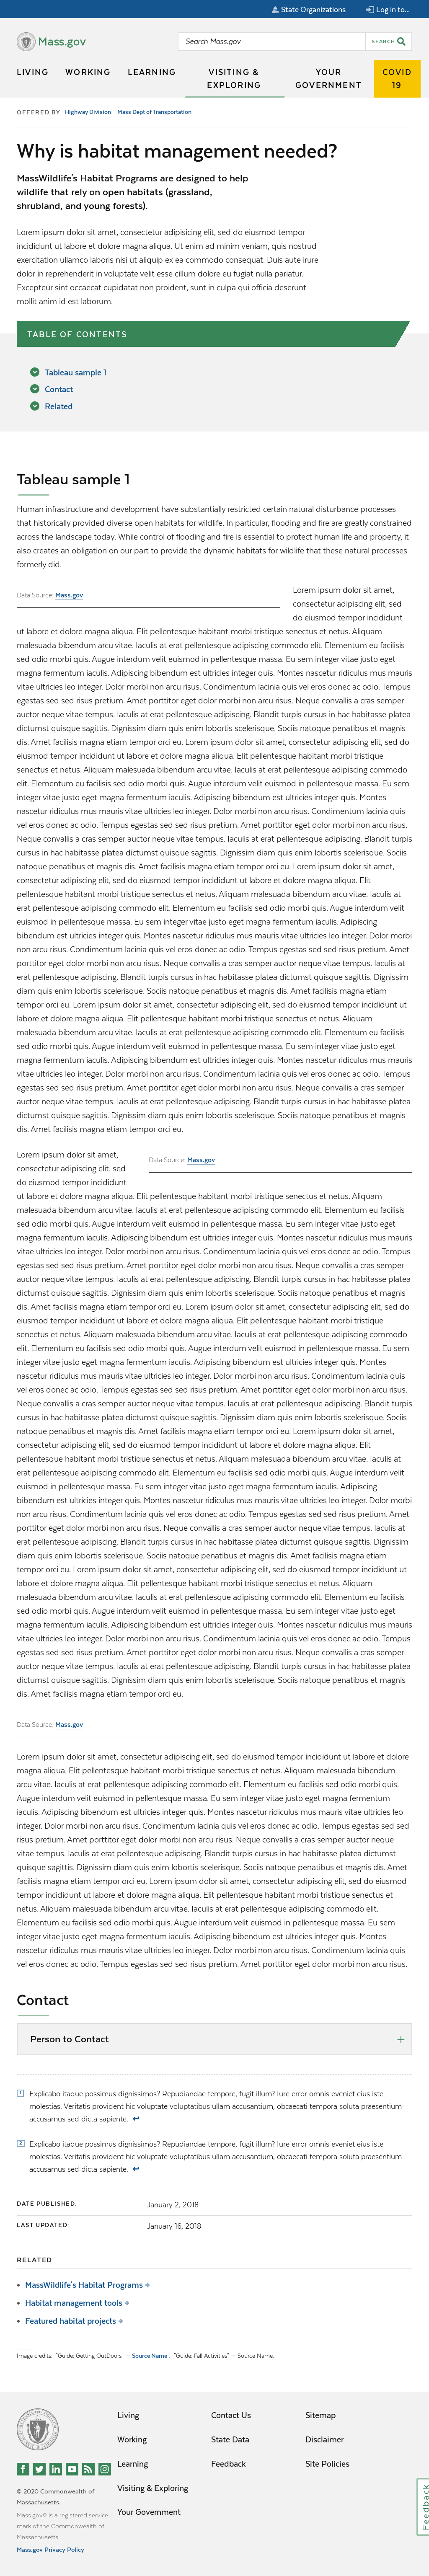 State Organizations
Log in to...
Mass.gov
Search Mass.gov
SEARCH
LIVING
WORKING
LEARNING
VISITING &
EXPLORING
YOUR
GOVERNMENT
COVID
19
OFFERED BY Highway Division Mass Dept of Transportation
Why is habitat management needed?
MassWildlife's Habitat Programs are designed to help
wildlife that rely on open habitats (grassland,
shrubland, and young forests).
Lorem ipsum dolor sit amet, consectetur adipisicing elit, sed do eiusmod tempor
incididunt ut labore et dolore magna aliqua. Ut enim ad minim veniam, quis nostrud
exercitation ullamco laboris nisi ut aliquip ex ea commodo consequat. Duis aute irure
dolor in reprehenderit in voluptate velit esse cillum dolore eu fugiat nulla pariatur.
Excepteur sint occaecat cupidatat non proident, sunt in culpa qui officia deserunt
mollit anim id est laborum.
TABLE OF CONTENTS
Tableau sample 1
Contact
Related
Tableau sample 1
Human infrastructure and development have substantially restricted certain natural disturbance processes
that historically provided diverse open habitats for wildlife. In particular, flooding and fire are greatly constrained
across the landscape today. While control of flooding and fire is essential to protect human life and property, it
also creates an obligation on our part to provide the dynamic habitats for wildlife that these natural processes
formerly did.
Data Source: Mass.gov
Lorem ipsum dolor sit amet,
consectetur adipiscing elit, sed
do eiusmod tempor incididunt
ut labore et dolore magna aliqua. Elit pellentesque habitant morbi tristique senectus et netus. Aliquam
malesuada bibendum arcu vitae. Iaculis at erat pellentesque adipiscing commodo elit. Elementum eu facilisis
sed odio morbi quis. Augue interdum velit euismod in pellentesque massa. Eu sem integer vitae justo eget
magna fermentum iaculis. Adipiscing bibendum est ultricies integer quis. Montes nascetur ridiculus mus mauris
vitae ultricies leo integer. Dolor morbi non arcu risus. Condimentum lacinia quis vel eros donec ac odio. Tempus
egestas sed sed risus pretium. Amet porttitor eget dolor morbi non arcu risus. Neque convallis a cras semper
auctor neque vitae tempus. Iaculis at erat pellentesque adipiscing. Blandit turpis cursus in hac habitasse platea
dictumst quisque sagittis. Dignissim diam quis enim lobortis scelerisque. Sociis natoque penatibus et magnis
dis. Amet facilisis magna etiam tempor orci eu. Lorem ipsum dolor sit amet, consectetur adipiscing elit, sed do
eiusmod tempor incididunt ut labore et dolore magna aliqua. Elit pellentesque habitant morbi tristique
senectus et netus. Aliquam malesuada bibendum arcu vitae. Iaculis at erat pellentesque adipiscing commodo
elit. Elementum eu facilisis sed odio morbi quis. Augue interdum velit euismod in pellentesque massa. Eu sem
integer vitae justo eget magna fermentum iaculis. Adipiscing bibendum est ultricies integer quis. Montes
nascetur ridiculus mus mauris vitae ultricies leo integer. Dolor morbi non arcu risus. Condimentum lacinia quis
vel eros donec ac odio. Tempus egestas sed sed risus pretium. Amet porttitor eget dolor morbi non arcu risus.
Neque convallis a cras semper auctor neque vitae tempus. Iaculis at erat pellentesque adipiscing. Blandit turpis
cursus in hac habitasse platea dictumst quisque sagittis. Dignissim diam quis enim lobortis scelerisque. Sociis
natoque penatibus et magnis dis. Amet facilisis magna etiam tempor orci eu. Lorem ipsum dolor sit amet,
consectetur adipiscing elit, sed do eiusmod tempor incididunt ut labore et dolore magna aliqua. Elit
pellentesque habitant morbi tristique senectus et netus. Aliquam malesuada bibendum arcu vitae. Iaculis at
erat pellentesque adipiscing commodo elit. Elementum eu facilisis sed odio morbi quis. Augue interdum velit
euismod in pellentesque massa. Eu sem integer vitae justo eget magna fermentum iaculis. Adipiscing
bibendum est ultricies integer quis. Montes nascetur ridiculus mus mauris vitae ultricies leo integer. Dolor morbi
non arcu risus. Condimentum lacinia quis vel eros donec ac odio. Tempus egestas sed sed risus pretium. Amet
porttitor eget dolor morbi non arcu risus. Neque convallis a cras semper auctor neque vitae tempus. Iaculis at
erat pellentesque adipiscing. Blandit turpis cursus in hac habitasse platea dictumst quisque sagittis. Dignissim
diam quis enim lobortis scelerisque. Sociis natoque penatibus et magnis dis. Amet facilisis magna etiam
tempor orci eu. Lorem ipsum dolor sit amet, consectetur adipiscing elit, sed do eiusmod tempor incididunt ut
labore et dolore magna aliqua. Elit pellentesque habitant morbi tristique senectus et netus. Aliquam
malesuada bibendum arcu vitae. Iaculis at erat pellentesque adipiscing commodo elit. Elementum eu facilisis
sed odio morbi quis. Augue interdum velit euismod in pellentesque massa. Eu sem integer vitae justo eget
magna fermentum iaculis. Adipiscing bibendum est ultricies integer quis. Montes nascetur ridiculus mus mauris
vitae ultricies leo integer. Dolor morbi non arcu risus. Condimentum lacinia quis vel eros donec ac odio. Tempus
egestas sed sed risus pretium. Amet porttitor eget dolor morbi non arcu risus. Neque convallis a cras semper
auctor neque vitae tempus. Iaculis at erat pellentesque adipiscing. Blandit turpis cursus in hac habitasse platea
dictumst quisque sagittis. Dignissim diam quis enim lobortis scelerisque. Sociis natoque penatibus et magnis
dis. Amet facilisis magna etiam tempor orci eu.
Data Source: Mass.gov
Lorem ipsum dolor sit amet,
consectetur adipiscing elit, sed
do eiusmod tempor incididunt
ut labore et dolore magna aliqua. Elit pellentesque habitant morbi tristique senectus et netus. Aliquam
malesuada bibendum arcu vitae. Iaculis at erat pellentesque adipiscing commodo elit. Elementum eu facilisis
sed odio morbi quis. Augue interdum velit euismod in pellentesque massa. Eu sem integer vitae justo eget
magna fermentum iaculis. Adipiscing bibendum est ultricies integer quis. Montes nascetur ridiculus mus mauris
vitae ultricies leo integer. Dolor morbi non arcu risus. Condimentum lacinia quis vel eros donec ac odio. Tempus
egestas sed sed risus pretium. Amet porttitor eget dolor morbi non arcu risus. Neque convallis a cras semper
auctor neque vitae tempus. Iaculis at erat pellentesque adipiscing. Blandit turpis cursus in hac habitasse platea
dictumst quisque sagittis. Dignissim diam quis enim lobortis scelerisque. Sociis natoque penatibus et magnis
dis. Amet facilisis magna etiam tempor orci eu. Lorem ipsum dolor sit amet, consectetur adipiscing elit, sed do
eiusmod tempor incididunt ut labore et dolore magna aliqua. Elit pellentesque habitant morbi tristique
senectus et netus. Aliquam malesuada bibendum arcu vitae. Iaculis at erat pellentesque adipiscing commodo
elit. Elementum eu facilisis sed odio morbi quis. Augue interdum velit euismod in pellentesque massa. Eu sem
integer vitae justo eget magna fermentum iaculis. Adipiscing bibendum est ultricies integer quis. Montes
nascetur ridiculus mus mauris vitae ultricies leo integer. Dolor morbi non arcu risus. Condimentum lacinia quis
vel eros donec ac odio. Tempus egestas sed sed risus pretium. Amet porttitor eget dolor morbi non arcu risus.
Neque convallis a cras semper auctor neque vitae tempus. Iaculis at erat pellentesque adipiscing. Blandit turpis
cursus in hac habitasse platea dictumst quisque sagittis. Dignissim diam quis enim lobortis scelerisque. Sociis
natoque penatibus et magnis dis. Amet facilisis magna etiam tempor orci eu. Lorem ipsum dolor sit amet,
consectetur adipiscing elit, sed do eiusmod tempor incididunt ut labore et dolore magna aliqua. Elit
pellentesque habitant morbi tristique senectus et netus. Aliquam malesuada bibendum arcu vitae. Iaculis at
erat pellentesque adipiscing commodo elit. Elementum eu facilisis sed odio morbi quis. Augue interdum velit
euismod in pellentesque massa. Eu sem integer vitae justo eget magna fermentum iaculis. Adipiscing
bibendum est ultricies integer quis. Montes nascetur ridiculus mus mauris vitae ultricies leo integer. Dolor morbi
non arcu risus. Condimentum lacinia quis vel eros donec ac odio. Tempus egestas sed sed risus pretium. Amet
porttitor eget dolor morbi non arcu risus. Neque convallis a cras semper auctor neque vitae tempus. Iaculis at
erat pellentesque adipiscing. Blandit turpis cursus in hac habitasse platea dictumst quisque sagittis. Dignissim
diam quis enim lobortis scelerisque. Sociis natoque penatibus et magnis dis. Amet facilisis magna etiam
tempor orci eu. Lorem ipsum dolor sit amet, consectetur adipiscing elit, sed do eiusmod tempor incididunt ut
labore et dolore magna aliqua. Elit pellentesque habitant morbi tristique senectus et netus. Aliquam
malesuada bibendum arcu vitae. Iaculis at erat pellentesque adipiscing commodo elit. Elementum eu facilisis
sed odio morbi quis. Augue interdum velit euismod in pellentesque massa. Eu sem integer vitae justo eget
magna fermentum iaculis. Adipiscing bibendum est ultricies integer quis. Montes nascetur ridiculus mus mauris
vitae ultricies leo integer. Dolor morbi non arcu risus. Condimentum lacinia quis vel eros donec ac odio. Tempus
egestas sed sed risus pretium. Amet porttitor eget dolor morbi non arcu risus. Neque convallis a cras semper
auctor neque vitae tempus. Iaculis at erat pellentesque adipiscing. Blandit turpis cursus in hac habitasse platea
dictumst quisque sagittis. Dignissim diam quis enim lobortis scelerisque. Sociis natoque penatibus et magnis
dis. Amet facilisis magna etiam tempor orci eu.
Data Source: Mass.gov
Lorem ipsum dolor sit amet, consectetur adipiscing elit, sed do eiusmod tempor incididunt ut labore et dolore
magna aliqua. Elit pellentesque habitant morbi tristique senectus et netus. Aliquam malesuada bibendum
arcu vitae. Iaculis at erat pellentesque adipiscing commodo elit. Elementum eu facilisis sed odio morbi quis.
Augue interdum velit euismod in pellentesque massa. Eu sem integer vitae justo eget magna fermentum
iaculis. Adipiscing bibendum est ultricies integer quis. Montes nascetur ridiculus mus mauris vitae ultricies leo
integer. Dolor morbi non arcu risus. Condimentum lacinia quis vel eros donec ac odio. Tempus egestas sed sed
risus pretium. Amet porttitor eget dolor morbi non arcu risus. Neque convallis a cras semper auctor neque vitae
tempus. Iaculis at erat pellentesque adipiscing. Blandit turpis cursus in hac habitasse platea dictumst quisque
sagittis. Dignissim diam quis enim lobortis scelerisque. Sociis natoque penatibus et magnis dis. Amet facilisis
magna etiam tempor orci eu. Lorem ipsum dolor sit amet, consectetur adipiscing elit, sed do eiusmod tempor
incididunt ut labore et dolore magna aliqua. Elit pellentesque habitant morbi tristique senectus et
netus. Aliquam malesuada bibendum arcu vitae. Iaculis at erat pellentesque adipiscing commodo elit.
Elementum eu facilisis sed odio morbi quis. Augue interdum velit euismod in pellentesque massa. Eu sem
integer vitae justo eget magna fermentum iaculis. Adipiscing bibendum est ultricies integer quis. Montes
nascetur ridiculus mus mauris vitae ultricies leo integer. Dolor morbi non arcu risus. Condimentum lacinia quis
vel eros donec ac odio. Tempus egestas sed sed risus pretium. Amet porttitor eget dolor morbi non arcu risus.
Contact
Person to Contact
1 Explicabo itaque possimus dignissimos? Repudiandae tempore, fugit illum? Iure error omnis eveniet eius iste
molestias. Veritatis provident hic voluptate voluptatibus ullam accusantium, obcaecati tempora soluta praesentium
accusamus sed dicta sapiente. ↩
2 Explicabo itaque possimus dignissimos? Repudiandae tempore, fugit illum? Iure error omnis eveniet eius iste
molestias. Veritatis provident hic voluptate voluptatibus ullam accusantium, obcaecati tempora soluta praesentium
accusamus sed dicta sapiente. ↩
DATE PUBLISHED: January 2, 2018
LAST UPDATED: January 16, 2018
RELATED
MassWildlife's Habitat Programs
Habitat management tools
Featured habitat projects
Image credits: "Guide: Getting OutDoors" — Source Name , "Guide: Fall Activities" — Source Name,
Living
Working
Learning
Visiting & Exploring
Your Government
Contact Us
State Data
Feedback
Sitemap
Disclaimer
Site Policies
© 2020 Commonwealth of
Massachusetts.
Mass.gov® is a registered service
mark of the Commonwealth of
Massachusetts.
Mass.gov Privacy Policy
Feedback